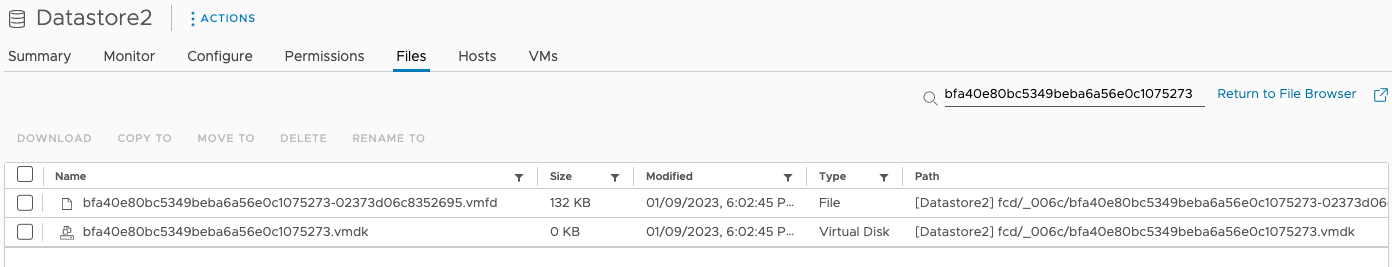 Datastore2
ACTIONS
Summary Monitor Configure Permissions Files Hosts VMs
bfa40e80bc5349beba6a56e0c1075273 Return to File Browser
DOWNLOAD COPY TO MOVE TO DELETE RENAME TO
Name Size Modified Type Path
bfa40e80bc5349beba6a56e0c1075273-02373d06c8352695.vmfd 132 KB 01/09/2023, 6:02:45 P... File [Datastore2] fcd/_006c/bfa40e80bc5349beba6a56e0c1075273-02373d06
bfa40e80bc5349beba6a56e0c1075273.vmdk 0 KB 01/09/2023, 6:02:45 P... Virtual Disk [Datastore2] fcd/_006c/bfa40e80bc5349beba6a56e0c1075273.vmdk